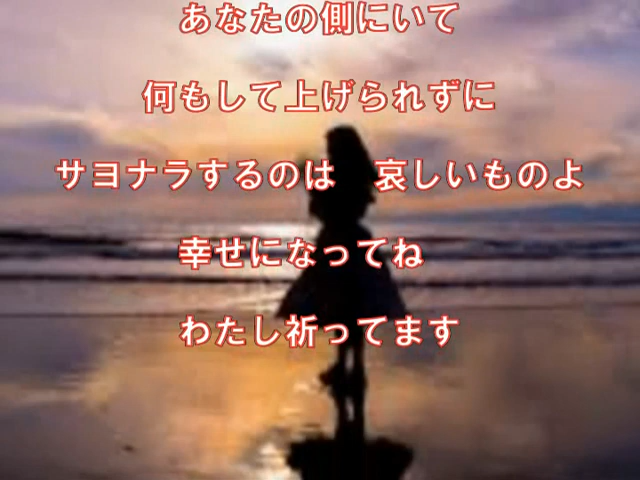 あなたの側にいて
何もして上げられずに
サヨナラするのは　哀しいものよ
幸せになってね
わたし祈ってます